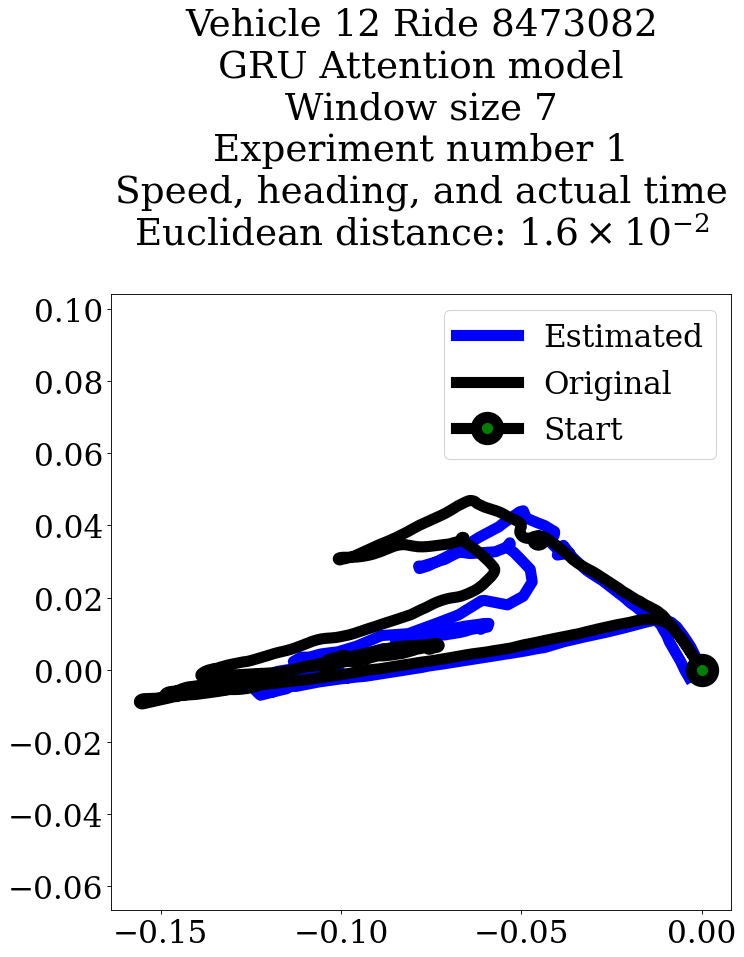 Vehicle 12 Ride 8473082
GRU Attention model
Window size 7
Experiment number 1
Speed, heading, and actual time
Euclidean distance: 1.6 × 10⁻²
0.10
0.08
0.06
0.04
0.02
0.00
−0.02
−0.04
−0.06
Estimated
Original
Start
−0.15
−0.10
−0.05
0.00